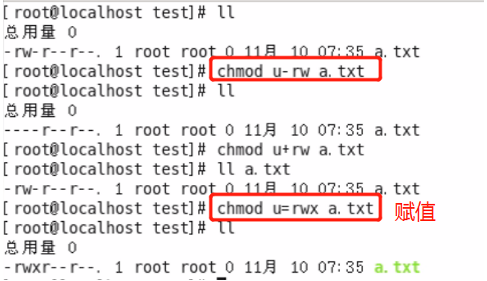 [root@localhost test]# ll
总用量 0
-rw-r--r--. 1 root root 0 11月 10 07:35 a.txt
[root@localhost test]# chmod u-rw a.txt
[root@localhost test]# ll
总用量 0
----r--r--. 1 root root 0 11月 10 07:35 a.txt
[root@localhost test]# chmod u+rw a.txt
[root@localhost test]# ll a.txt
-rw-r--r--. 1 root root 0 11月 10 07:35 a.txt
[root@localhost test]# chmod u=rwx a.txt 赋值
[root@localhost test]# ll
总用量 0
-rwxr--r--. 1 root root 0 11月 10 07:35 a.txt